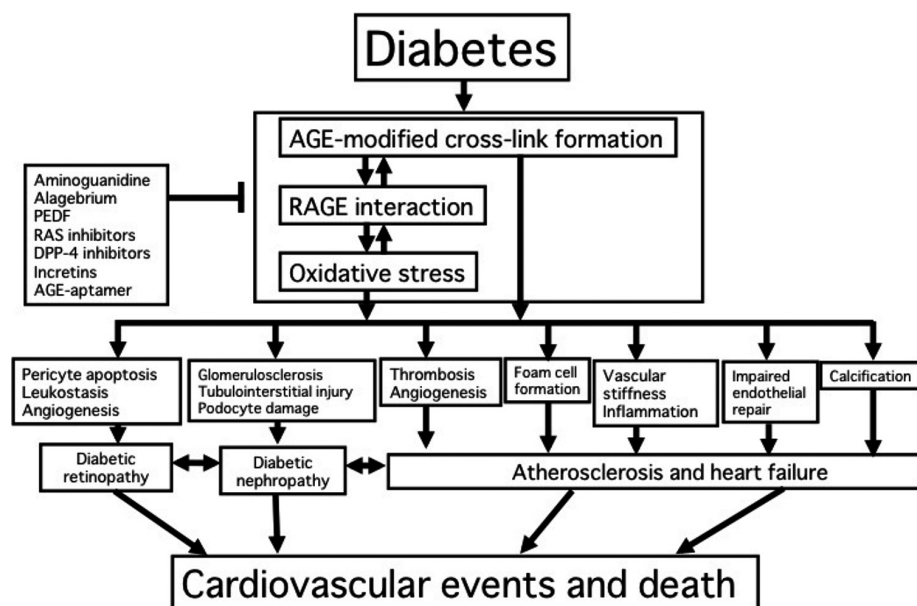 Diabetes
AGE-modified cross-link formation
RAGE interaction
Oxidative stress
Aminoguanidine
Alagebrium
PEDF
RAS inhibitors
DPP-4 inhibitors
Incretins
AGE-aptamer
Pericyte apoptosis
Leukostasis
Angiogenesis
Glomerulosclerosis
Tubulointerstitial injury
Podocyte damage
Thrombosis
Angiogenesis
Foam cell
formation
Vascular
stiffness
Inflammation
Impaired
endothelial
repair
Calcification
Diabetic
retinopathy
Diabetic
nephropathy
Atherosclerosis and heart failure
Cardiovascular events and death